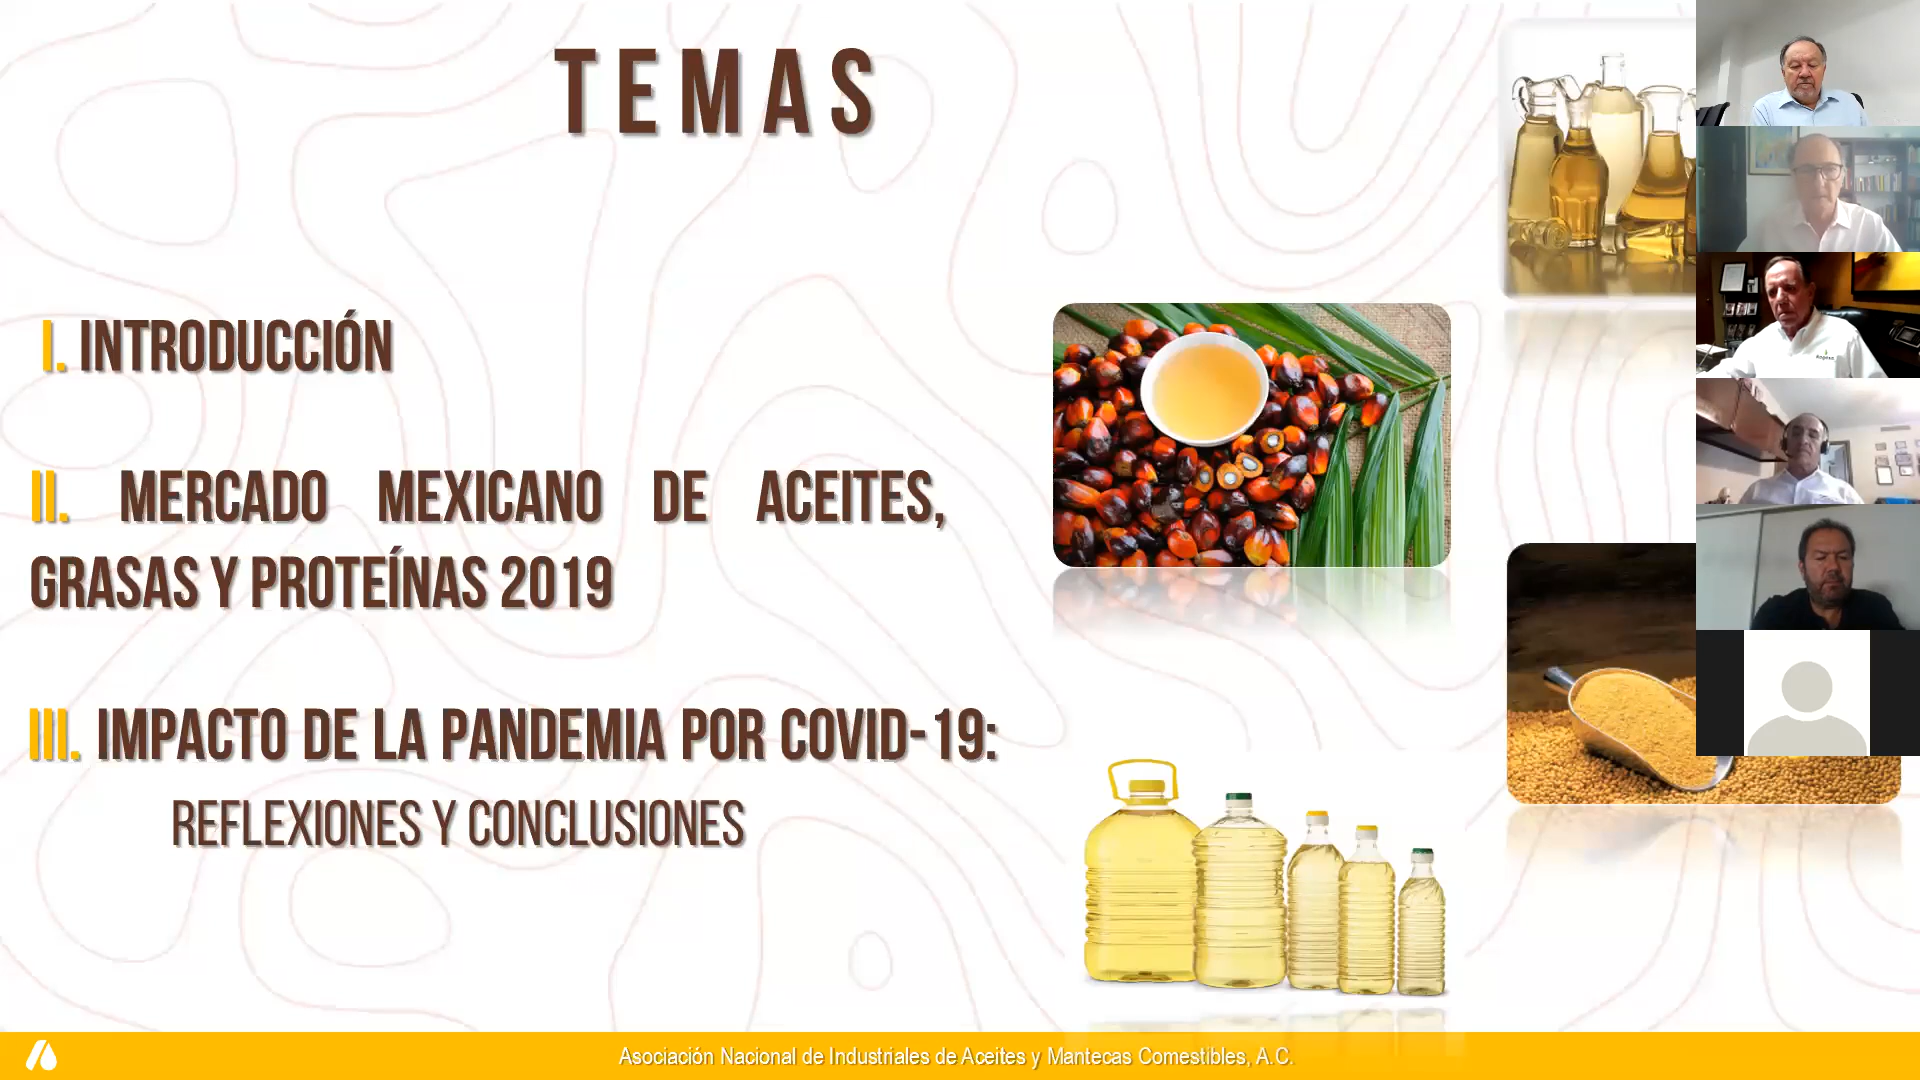 TEMAS
I. INTRODUCCIÓN
II. MERCADO MEXICANO DE ACEITES,
GRASAS Y PROTEÍNAS 2019
III. IMPACTO DE LA PANDEMIA POR COVID-19:
REFLEXIONES Y CONCLUSIONES
Asociación Nacional de Industriales de Aceites y Mantecas Comestibles, A.C.